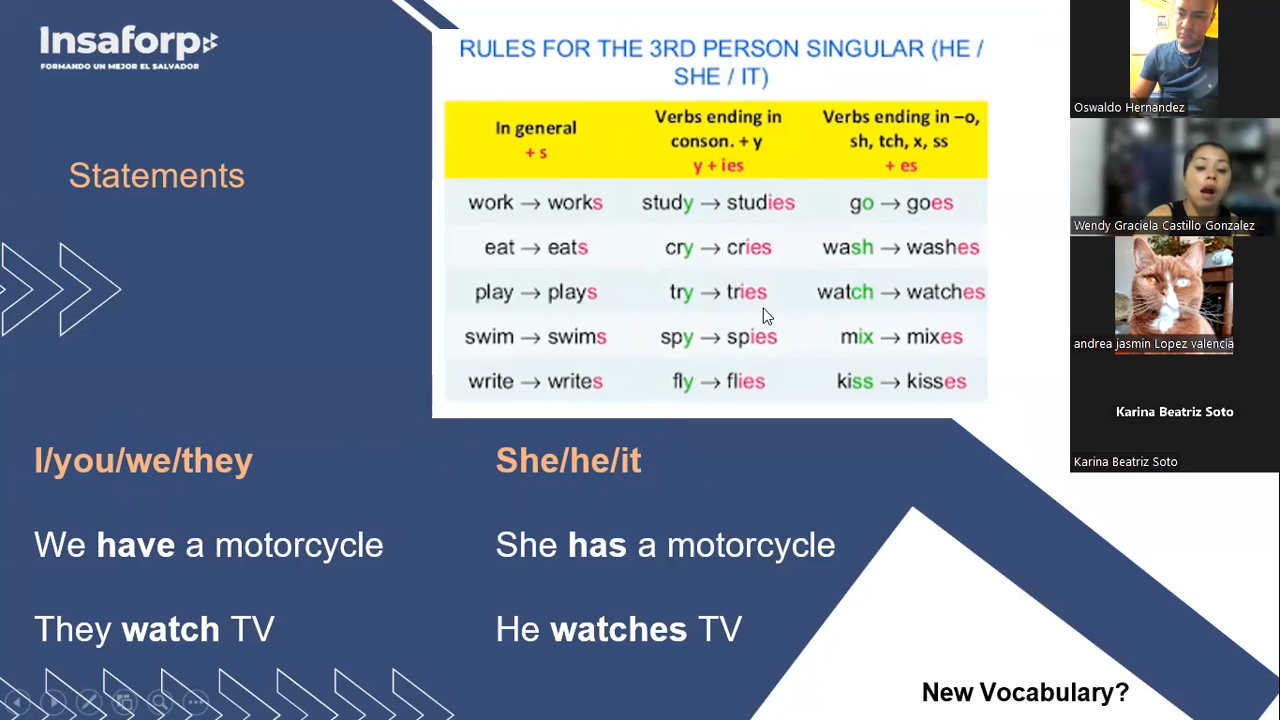 Insaforp
FORMANDO UN MEJOR EL SALVADOR
Statements
RULES FOR THE 3RD PERSON SINGULAR (HE /
SHE / IT)
In general
+ s
Verbs ending in
conson. + y
y + ies
Verbs ending in –o,
sh, tch, x, ss
+ es
work → works
study → studies
go → goes
eat → eats
cry → cries
wash → washes
play → plays
try → tries
watch → watches
swim → swims
spy → spies
mix → mixes
write → writes
fly → flies
kiss → kisses
I/you/we/they
She/he/it
We have a motorcycle
She has a motorcycle
They watch TV
He watches TV
New Vocabulary?
Oswaldo Hernandez
Wendy Graciela Castillo Gonzalez
andrea jasmin Lopez valencia
Karina Beatriz Soto
Karina Beatriz Soto